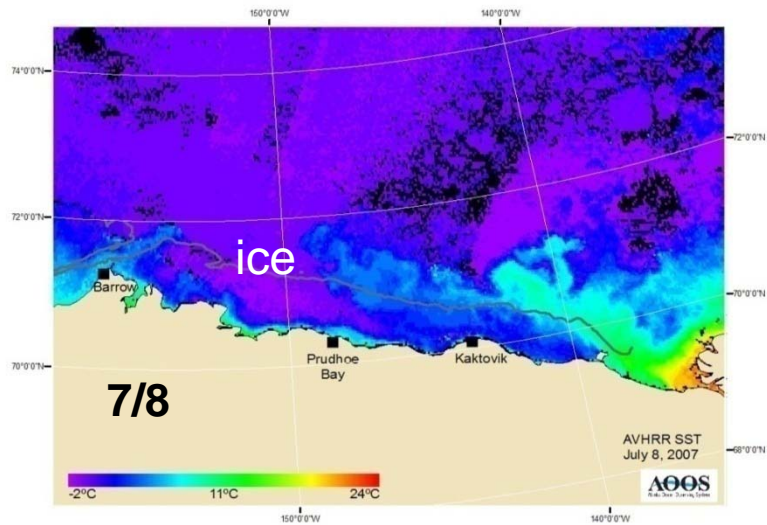 150°0'0"W 140°0'0"W
74°0'0"N
72°0'0"N
72°0'0"N
ice
Barrow
70°0'0"N
70°0'0"N
Prudhoe
Bay
Kaktovik
7/8
AVHRR SST
July 8, 2007
68°0'0"N
-2ºC 11ºC 24ºC
AOOS
150°0'0"W 140°0'0"W